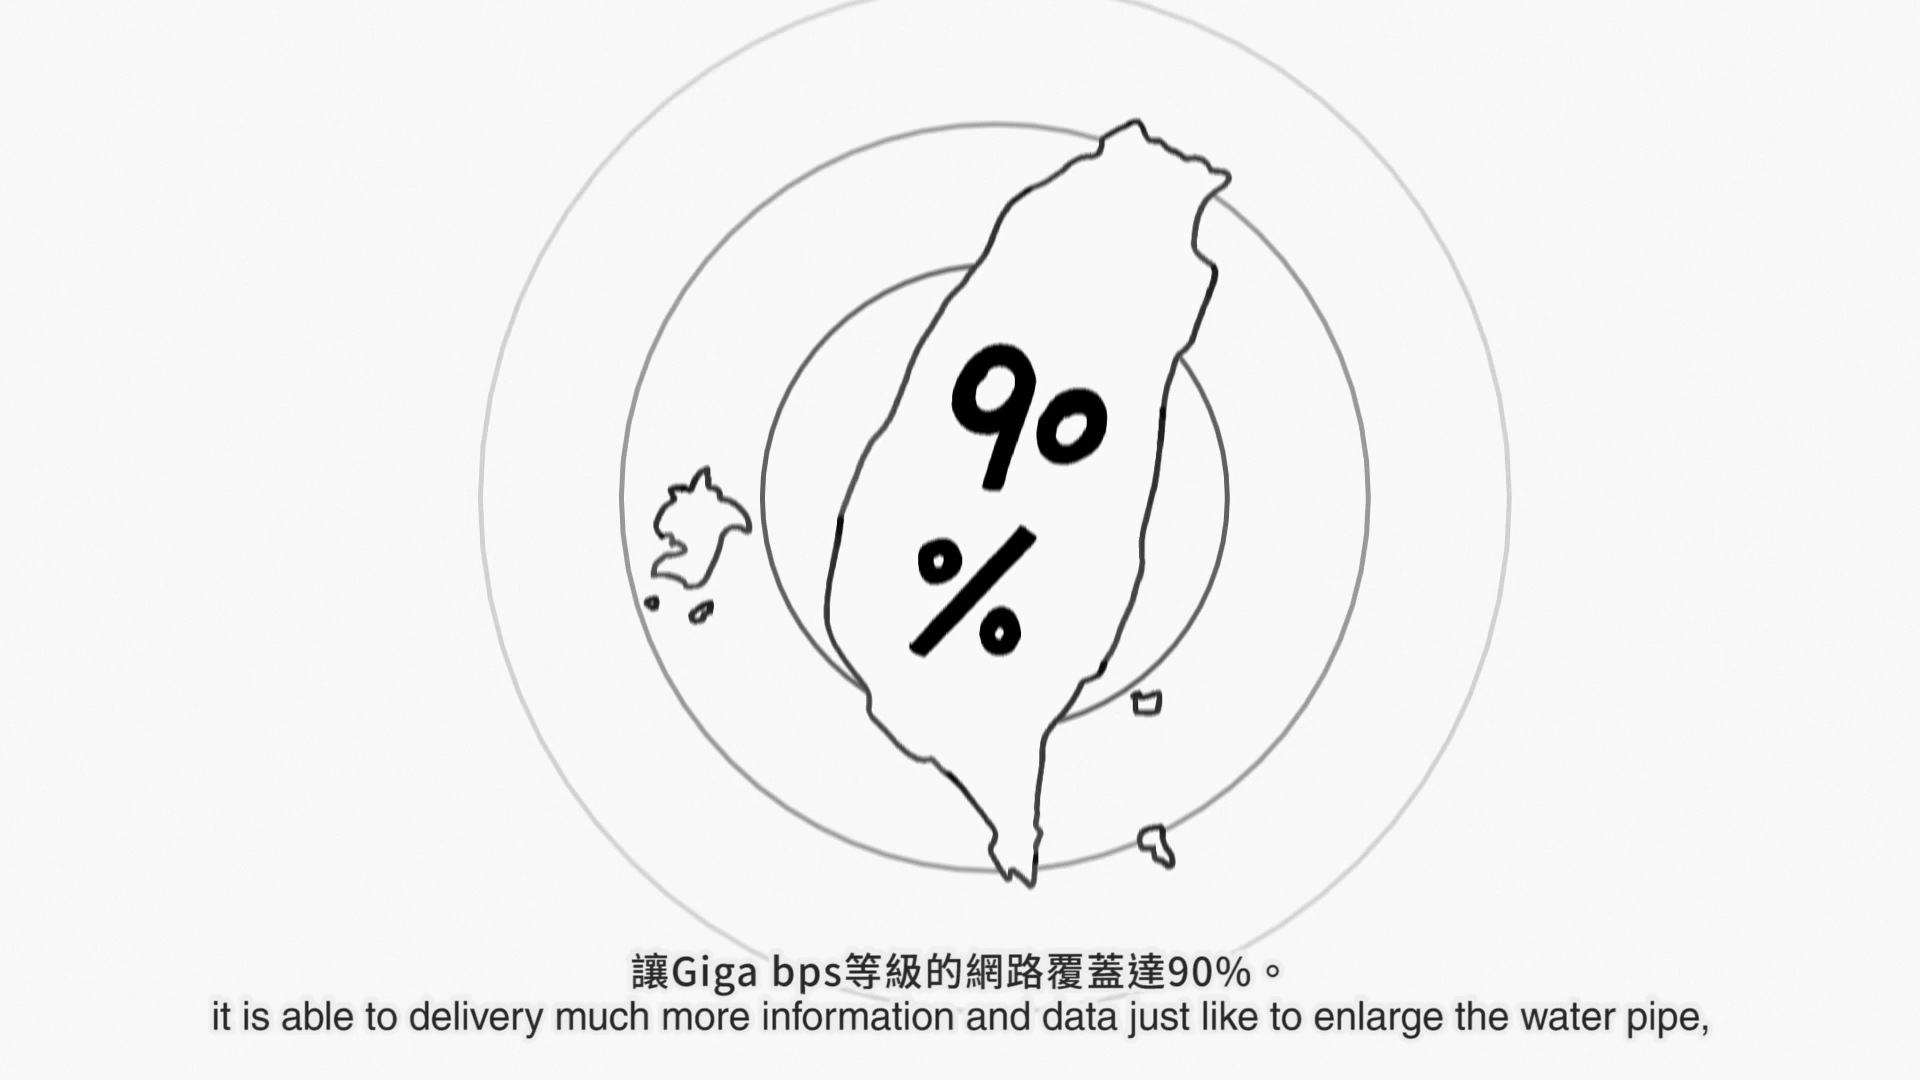 90
%
讓Giga bps等級的網路覆蓋達90%。
it is able to delivery much more information and data just like to enlarge the water pipe,